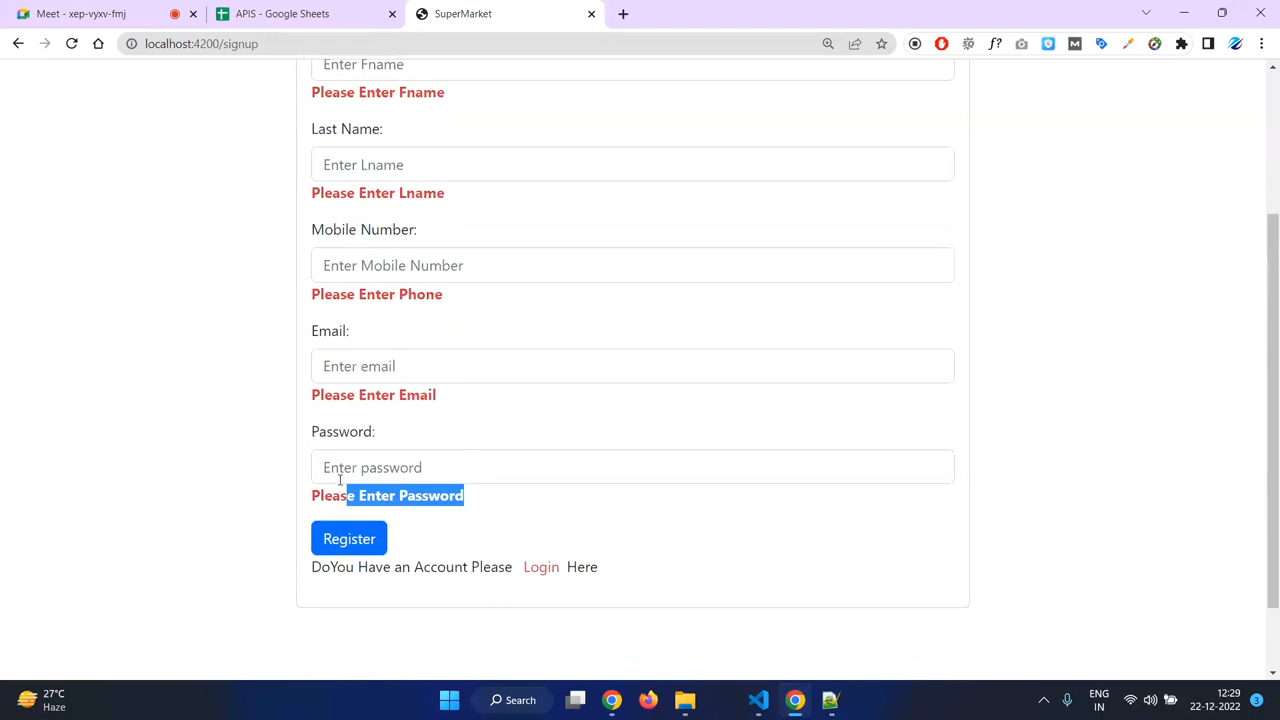 Meet - xep-vyxv-fmj
APIS - Google Sheets
SuperMarket
localhost:4200/signup
Enter Fname
Please Enter Fname
Last Name:
Enter Lname
Please Enter Lname
Mobile Number:
Enter Mobile Number
Please Enter Phone
Email:
Enter email
Please Enter Email
Password:
Enter password
Please Enter Password
Register
DoYou Have an Account Please Login Here
27°C
Haze
Search
ENG
IN
12:29
22-12-2022
3